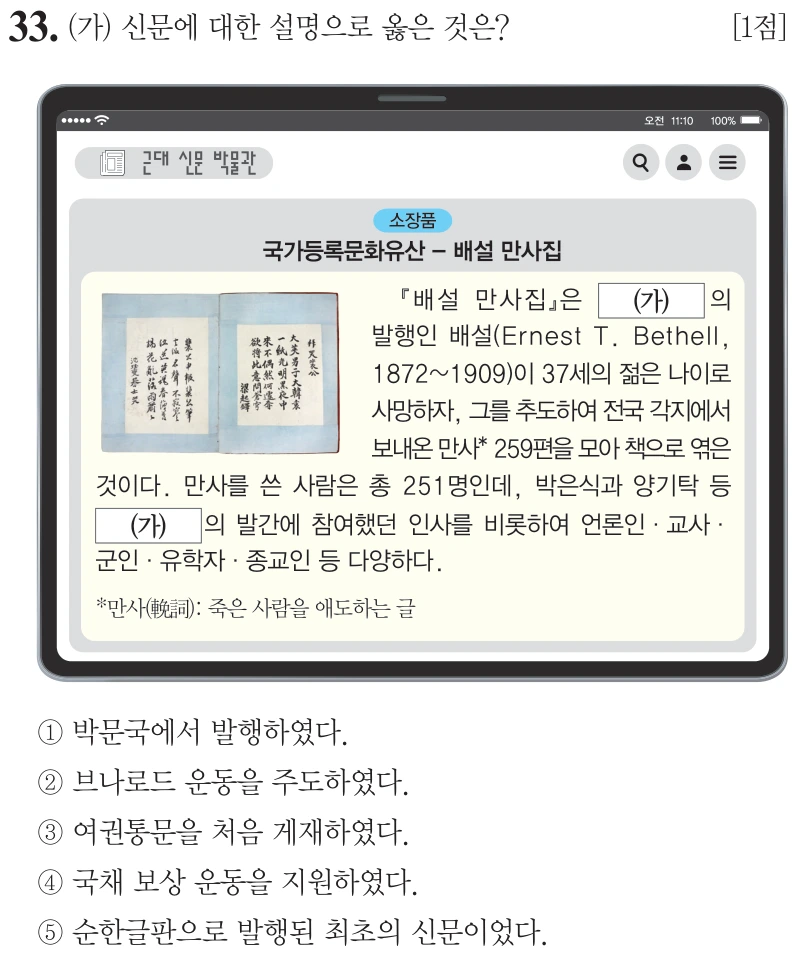 33. (가) 신문에 대한 설명으로 옳은 것은? [1점]
오전 11:10 100%
근대 신문 박물관
소장품
국가등록문화유산 – 배설 만사집
『배설 만사집』은 (가) 의
발행인 배설(Ernest T. Bethell,
1872～1909)이 37세의 젊은 나이로
사망하자, 그를 추도하여 전국 각지에서
보내온 만사* 259편을 모아 책으로 엮은
것이다. 만사를 쓴 사람은 총 251명인데, 박은식과 양기탁 등
(가) 의 발간에 참여했던 인사를 비롯하여 언론인·교사·
군인·유학자·종교인 등 다양하다.
*만사(輓詞): 죽은 사람을 애도하는 글
① 박문국에서 발행하였다.
② 브나로드 운동을 주도하였다.
③ 여권통문을 처음 게재하였다.
④ 국채 보상 운동을 지원하였다.
⑤ 순한글판으로 발행된 최초의 신문이었다.